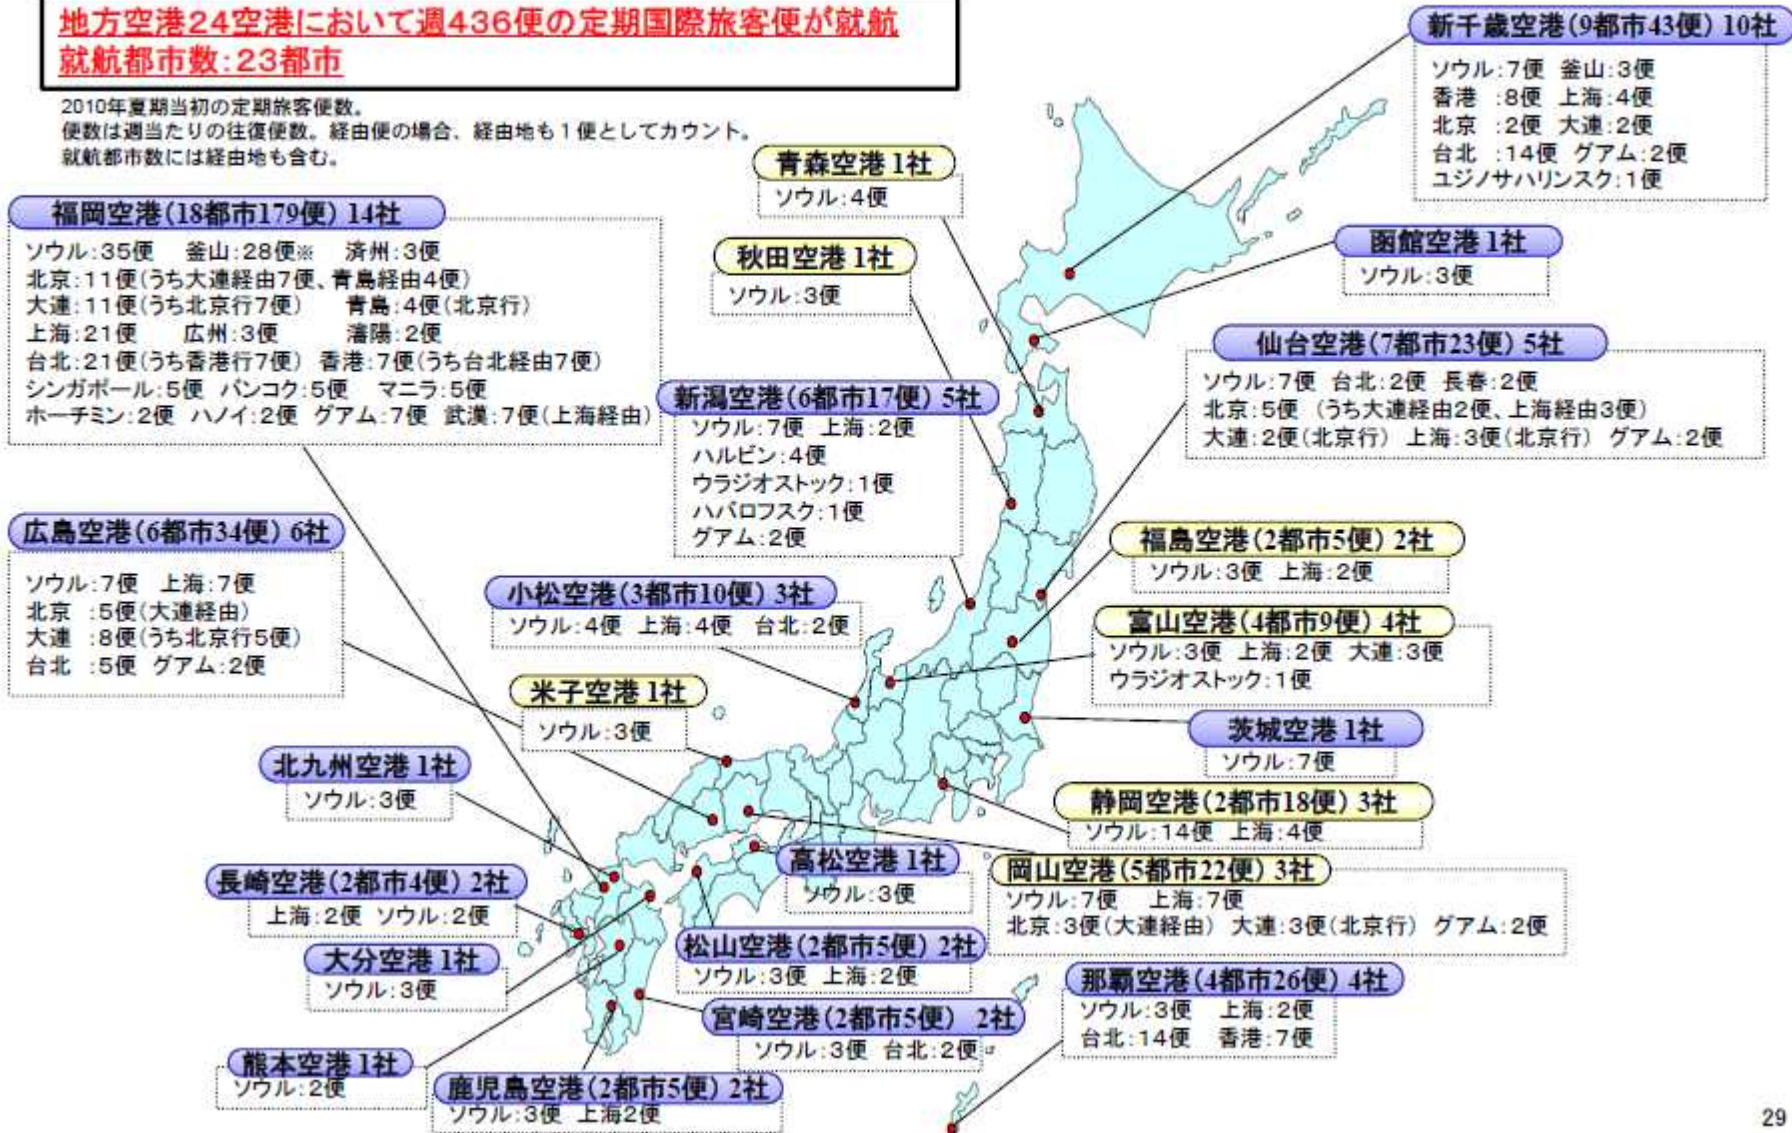 地方空港24空港において週436便の定期国際旅客便が就航
就航都市数:23都市
2010年夏期当初の定期旅客便数。
便数は週当たりの往復便数。経由便の場合、経由地も1便としてカウント。
就航都市数には経由地も含む。
新千歳空港(9都市43便) 10社
ソウル:7便 釜山:3便
香港 :8便 上海:4便
北京 :2便 大連:2便
台北 :14便 グアム:2便
ユジノサハリンスク:1便
青森空港 1社
ソウル:4便
福岡空港(18都市179便) 14社
ソウル:35便 釜山:28便※ 済州:3便
北京:11便(うち大連経由7便、青島経由4便)
大連:11便(うち北京行7便) 青島:4便(北京行)
上海:21便 広州:3便 瀋陽:2便
台北:21便(うち香港行7便) 香港:7便(うち台北経由7便)
シンガポール:5便 バンコク:5便 マニラ:5便
ホーチミン:2便 ハノイ:2便 グアム:7便 武漢:7便(上海経由)
秋田空港 1社
ソウル:3便
函館空港 1社
ソウル:3便
仙台空港(7都市23便) 5社
ソウル:7便 台北:2便 長春:2便
北京:5便 (うち大連経由2便、上海経由3便)
大連:2便(北京行) 上海:3便(北京行) グアム:2便
新潟空港(6都市17便) 5社
ソウル:7便 上海:2便
ハルビン:4便
ウラジオストック:1便
ハバロフスク:1便
グアム:2便
広島空港(6都市34便) 6社
ソウル:7便 上海:7便
北京 :5便(大連経由)
大連 :8便(うち北京行5便)
台北 :5便 グアム:2便
福島空港(2都市5便) 2社
ソウル:3便 上海:2便
小松空港(3都市10便) 3社
ソウル:4便 上海:4便 台北:2便
富山空港(4都市9便) 4社
ソウル:3便 上海:2便 大連:3便
ウラジオストック:1便
米子空港 1社
ソウル:3便
茨城空港 1社
ソウル:7便
北九州空港 1社
ソウル:3便
静岡空港(2都市18便) 3社
ソウル:14便 上海:4便
高松空港 1社
ソウル:3便
岡山空港(5都市22便) 3社
ソウル:7便 上海:7便
北京:3便(大連経由) 大連:3便(北京行) グアム:2便
長崎空港(2都市4便) 2社
上海:2便 ソウル:2便
大分空港 1社
ソウル:3便
松山空港(2都市5便) 2社
ソウル:3便 上海:2便
那覇空港(4都市26便) 4社
ソウル:3便 上海:2便
台北:14便 香港:7便
宮崎空港(2都市5便) 2社
ソウル:3便 台北:2便
熊本空港 1社
ソウル:2便
鹿児島空港(2都市5便) 2社
ソウル:3便 上海2便
29